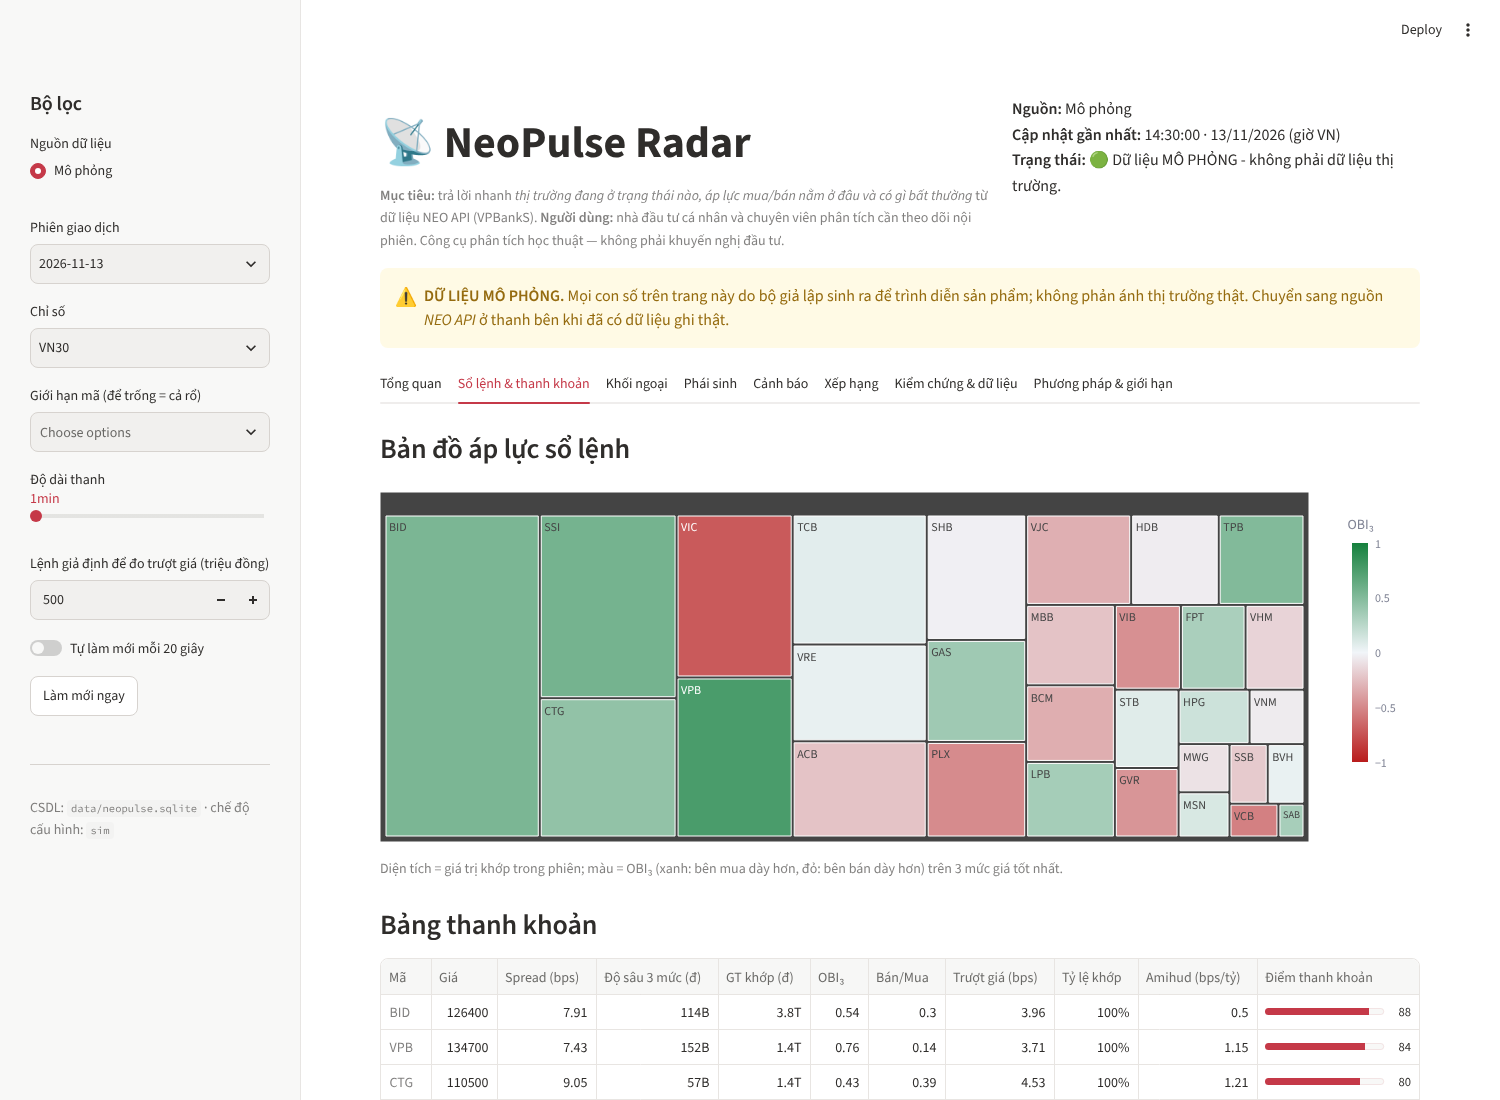 Deploy
Bộ lọc
Nguồn dữ liệu
Mô phỏng
Phiên giao dịch
2026-11-13
Chỉ số
VN30
Giới hạn mã (để trống = cả rổ)
Choose options
Độ dài thanh
1min
Lệnh giả định để đo trượt giá (triệu đồng)
500
Tự làm mới mỗi 20 giây
Làm mới ngay
CSDL: data/neopulse.sqlite · chế độ
cấu hình: sim
NeoPulse Radar
Mục tiêu: trả lời nhanh thị trường đang ở trạng thái nào, áp lực mua/bán nằm ở đâu và có gì bất thường từ
dữ liệu NEO API (VPBankS). Người dùng: nhà đầu tư cá nhân và chuyên viên phân tích cần theo dõi nội
phiên. Công cụ phân tích học thuật — không phải khuyến nghị đầu tư.
Nguồn: Mô phỏng
Cập nhật gần nhất: 14:30:00 · 13/11/2026 (giờ VN)
Trạng thái: Dữ liệu MÔ PHỎNG - không phải dữ liệu thị
trường.
DỮ LIỆU MÔ PHỎNG. Mọi con số trên trang này do bộ giả lập sinh ra để trình diễn sản phẩm; không phản ánh thị trường thật. Chuyển sang nguồn
NEO API ở thanh bên khi đã có dữ liệu ghi thật.
Tổng quan Sổ lệnh & thanh khoản Khối ngoại Phái sinh Cảnh báo Xếp hạng Kiểm chứng & dữ liệu Phương pháp & giới hạn
Bản đồ áp lực sổ lệnh
BID SSI VIC TCB SHB VJC HDB TPB
MBB VIB FPT VHM
VRE GAS
VPB BCM STB HPG VNM
CTG
ACB PLX MWG SSB BVH
LPB GVR
MSN VCB SAB
OBI₃
1
0.5
0
−0.5
−1
Diện tích = giá trị khớp trong phiên; màu = OBI₃ (xanh: bên mua dày hơn, đỏ: bên bán dày hơn) trên 3 mức giá tốt nhất.
Bảng thanh khoản
Mã Giá Spread (bps) Độ sâu 3 mức (đ) GT khớp (đ) OBI₃ Bán/Mua Trượt giá (bps) Tỷ lệ khớp Amihud (bps/tỷ) Điểm thanh khoản
BID 126400 7.91 114B 3.8T 0.54 0.3 3.96 100% 0.5 88
VPB 134700 7.43 152B 1.4T 0.76 0.14 3.71 100% 1.15 84
CTG 110500 9.05 57B 1.4T 0.43 0.39 4.53 100% 1.21 80